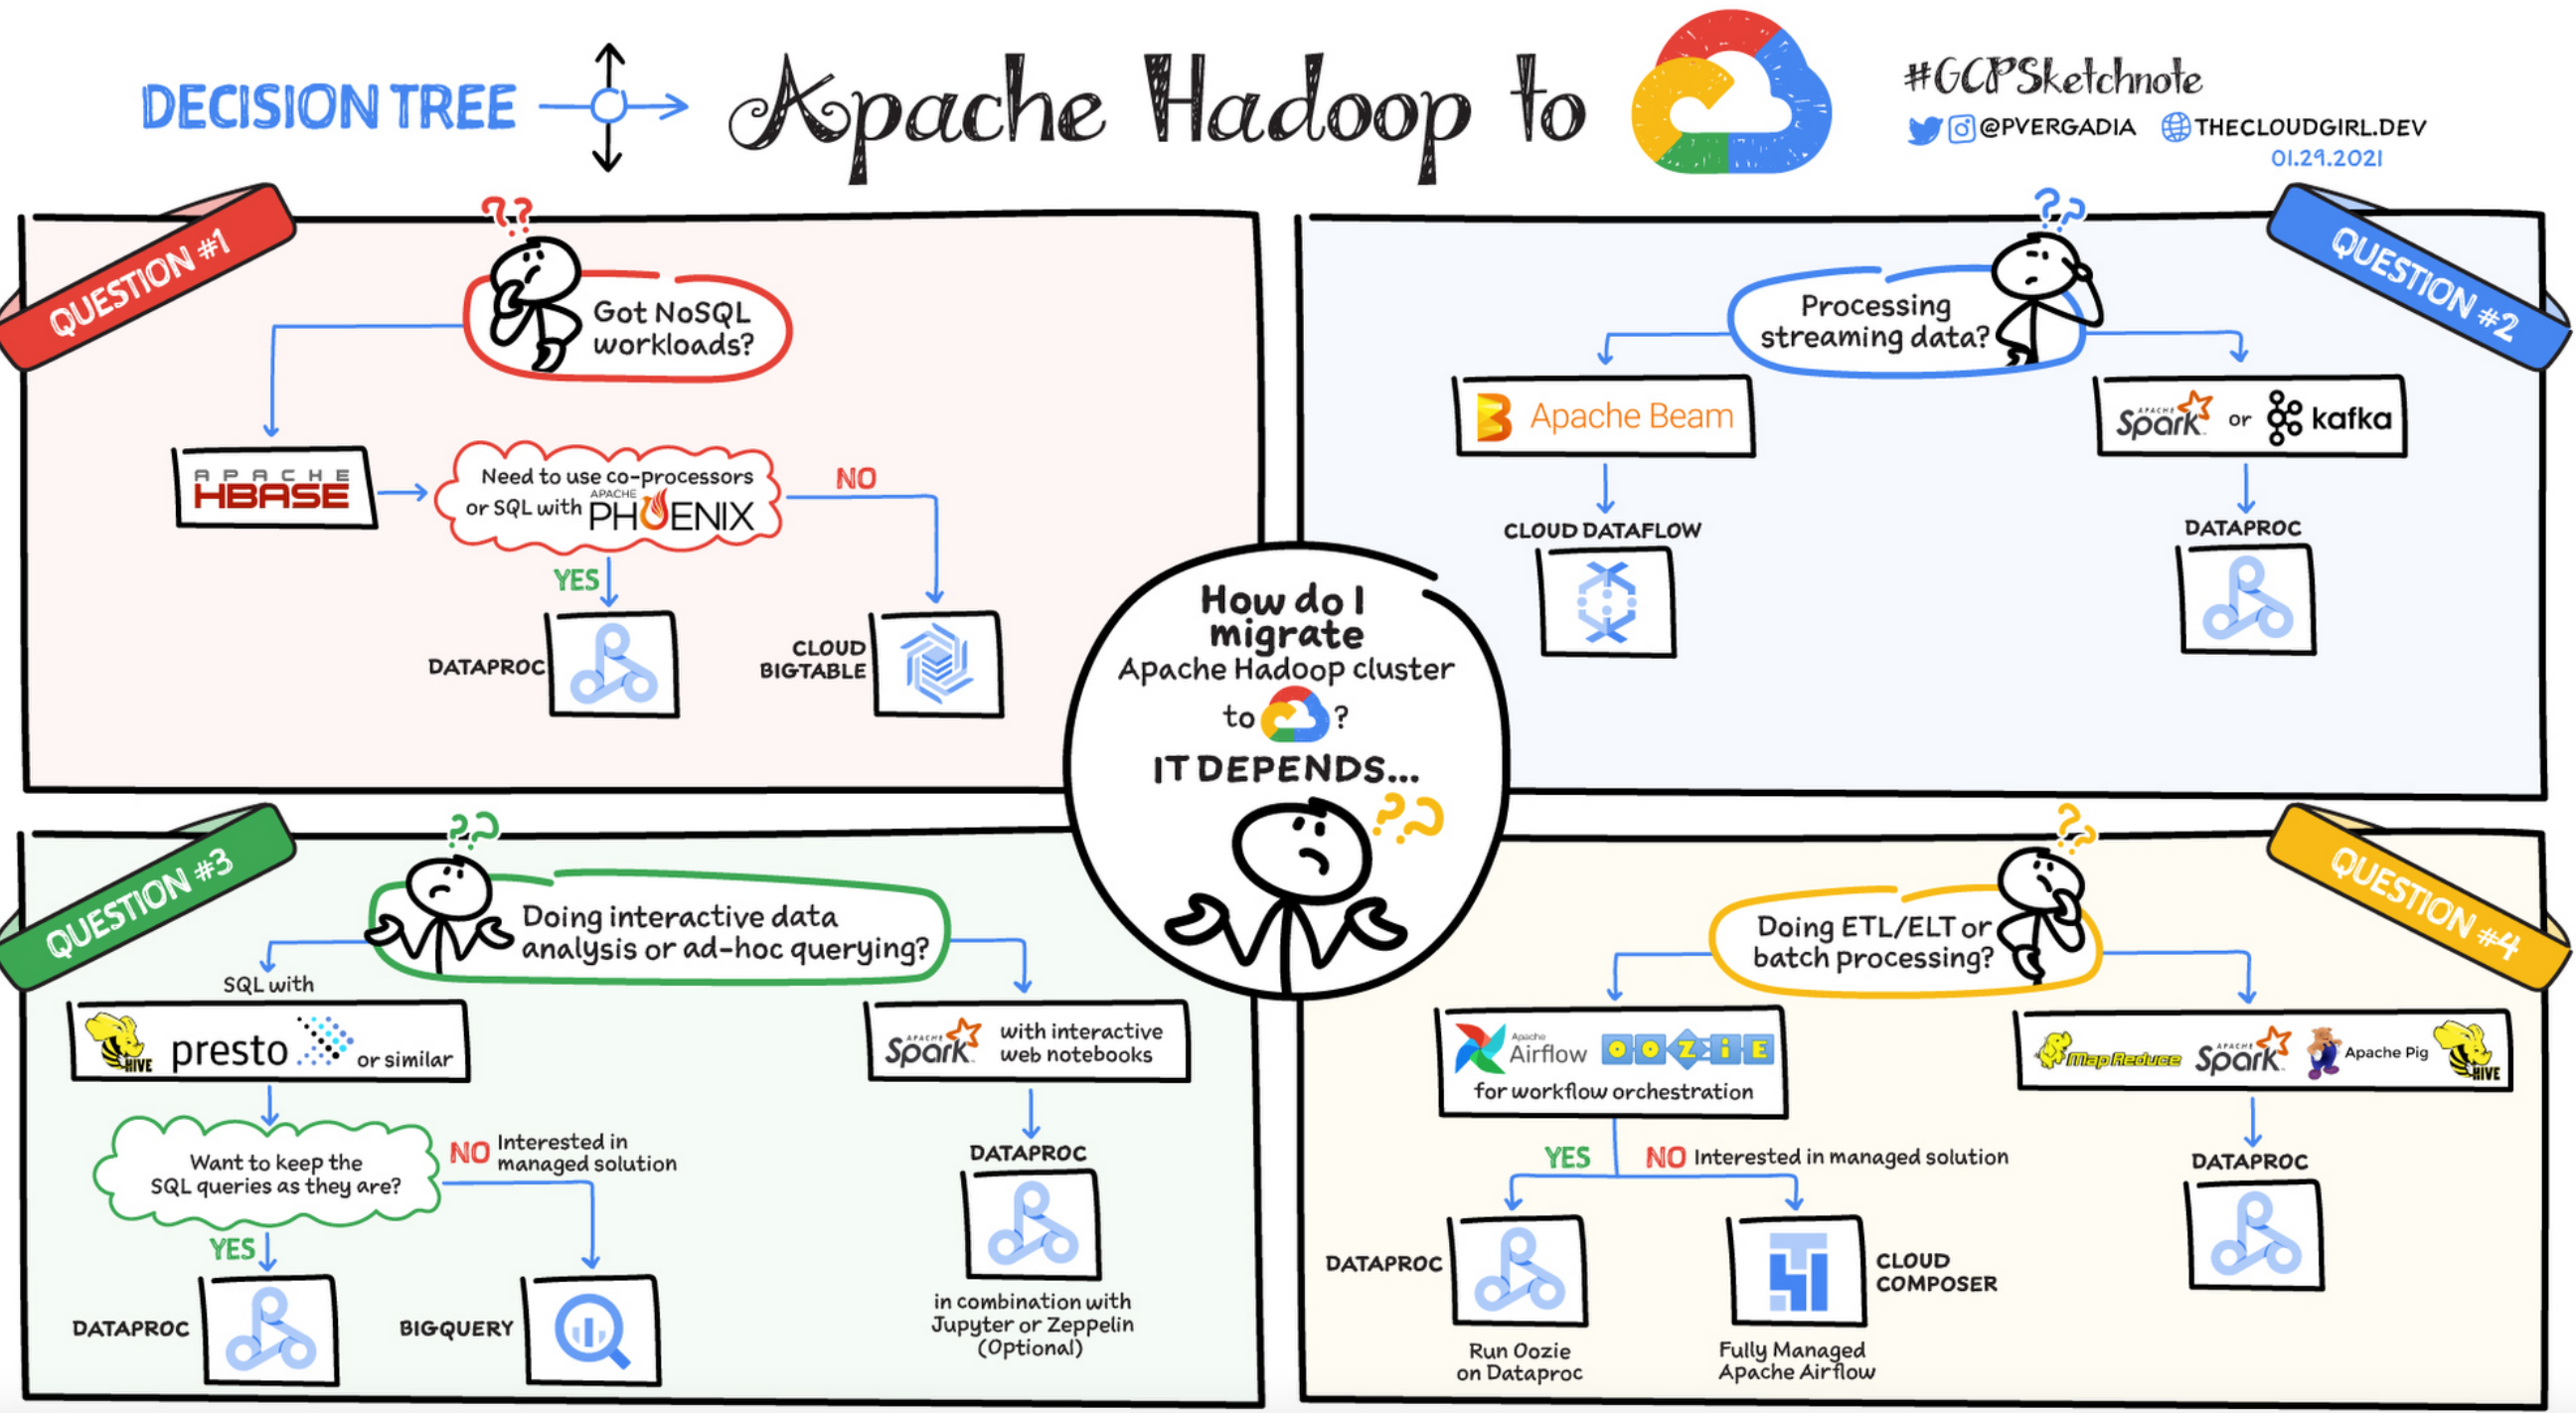 DECISION TREE
Apache Hadoop to
#GCPSketchnote
@PVERGADIA THECLOUDGIRL.DEV
01.29.2021
QUESTION #1
??
Got NoSQL
workloads?
APACHE
HBASE
Need to use co-processors
or SQL with APACHE PHOENIX
NO
YES
DATAPROC
CLOUD
BIGTABLE
QUESTION #2
??
Processing
streaming data?
Apache Beam
APACHE Spark or kafka
CLOUD DATAFLOW
DATAPROC
How do I
migrate
Apache Hadoop cluster
to ?
IT DEPENDS...
??
QUESTION #3
??
Doing interactive data
analysis or ad-hoc querying?
SQL with
HIVE presto or similar
APACHE Spark with interactive
web notebooks
Want to keep the
SQL queries as they are?
NO Interested in
managed solution
YES
DATAPROC
BIGQUERY
DATAPROC
in combination with
Jupyter or Zeppelin
(Optional)
QUESTION #4
??
Doing ETL/ELT or
batch processing?
Apache
Airflow OOZiE
for workflow orchestration
MapReduce APACHE Spark Apache Pig HIVE
YES
NO Interested in managed solution
DATAPROC
Run Oozie
on Dataproc
CLOUD
COMPOSER
Fully Managed
Apache Airflow
DATAPROC